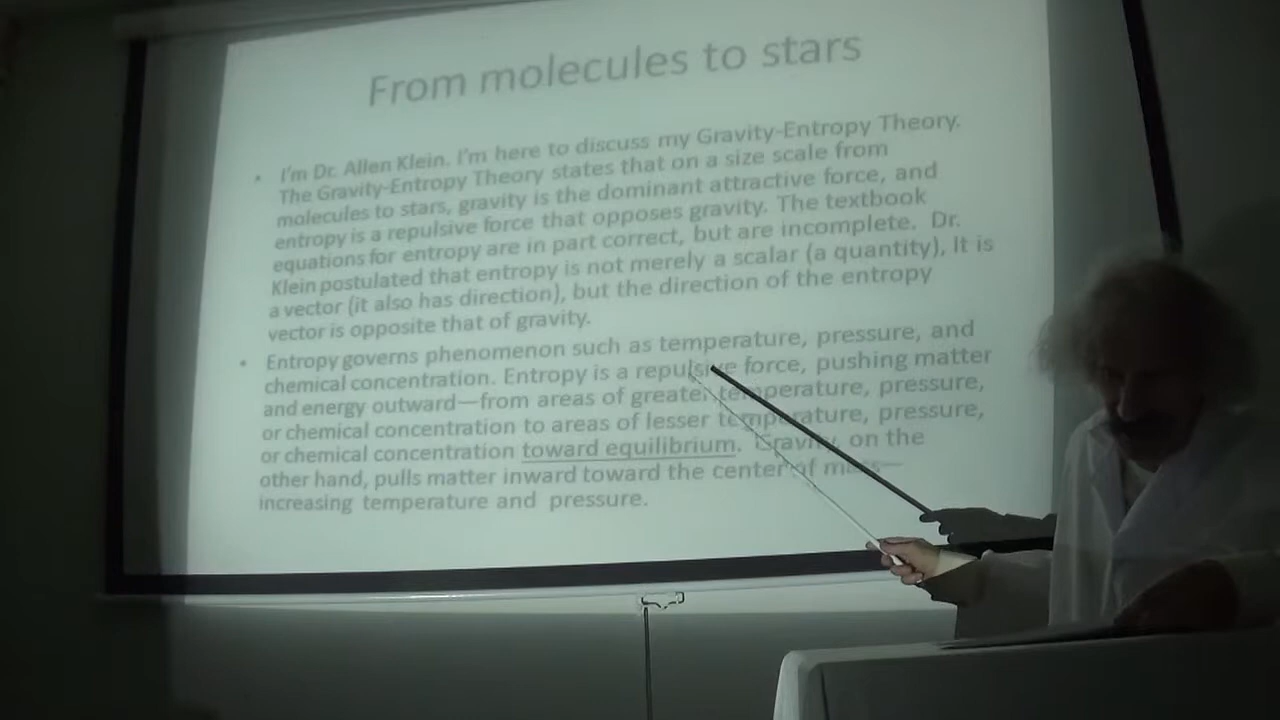 From molecules to stars
• I'm Dr. Allen Klein. I'm here to discuss my Gravity-Entropy Theory.
The Gravity-Entropy Theory states that on a size scale from
molecules to stars, gravity is the dominant attractive force, and
entropy is a repulsive force that opposes gravity. The textbook
equations for entropy are in part correct, but are incomplete. Dr.
Klein postulated that entropy is not merely a scalar (a quantity), It is
a vector (it also has direction), but the direction of the entropy
vector is opposite that of gravity.
• Entropy governs phenomenon such as temperature, pressure, and
chemical concentration. Entropy is a repulsive force, pushing matter
and energy outward—from areas of greater temperature, pressure,
or chemical concentration to areas of lesser temperature, pressure,
or chemical concentration toward equilibrium. Gravity, on the
other hand, pulls matter inward toward the center of mass—
increasing temperature and pressure.